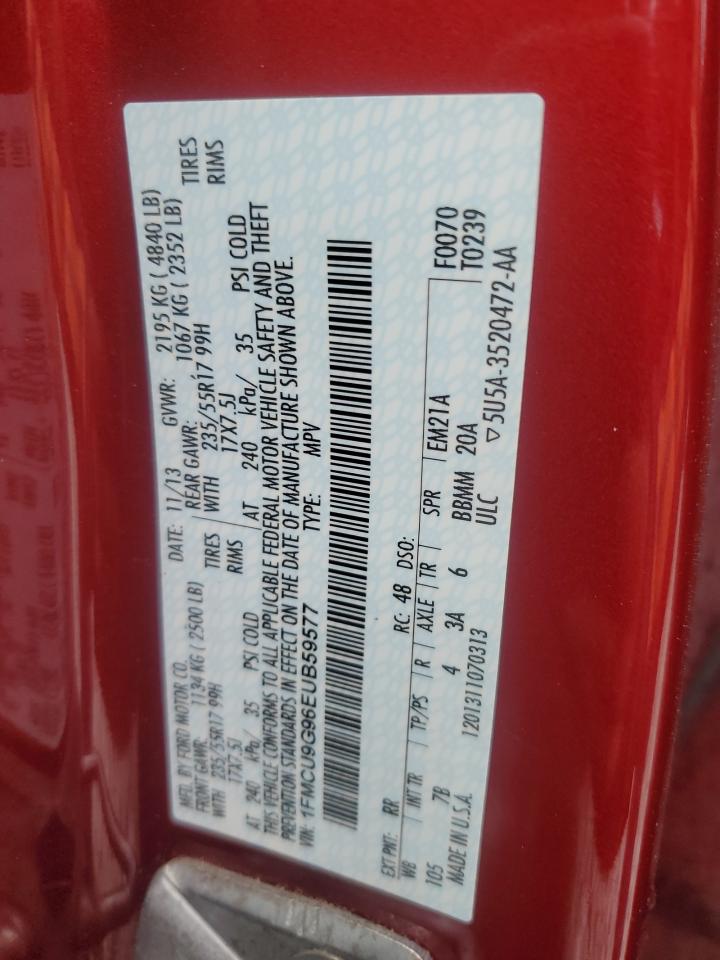 MFD. BY FORD MOTOR CO. DATE: 11/13 GVWR: 2195 KG ( 4840 LB)
FRONT GAWR: 1134 KG ( 2500 LB) REAR GAWR: 1067 KG ( 2352 LB)
WITH 235/55R17 99H TIRES WITH 235/55R17 99H TIRES
17X7.5J RIMS 17X7.5J RIMS
AT 240 kPa/ 35 PSI COLD AT 240 kPa/ 35 PSI COLD
THIS VEHICLE CONFORMS TO ALL APPLICABLE FEDERAL MOTOR VEHICLE SAFETY AND THEFT
PREVENTION STANDARDS IN EFFECT ON THE DATE OF MANUFACTURE SHOWN ABOVE.
VIN: 1FMCU9G96EUB59577 TYPE: MPV
EXT PNT: RR RC: 48 DSO: F0070
WB INT TR TP/PS R AXLE TR SPR EM21A T0239
105 7B 4 3A 6 BBMM 20A
MADE IN U.S.A. 1201311070313 ULC ▽5U5A-3520472-AA